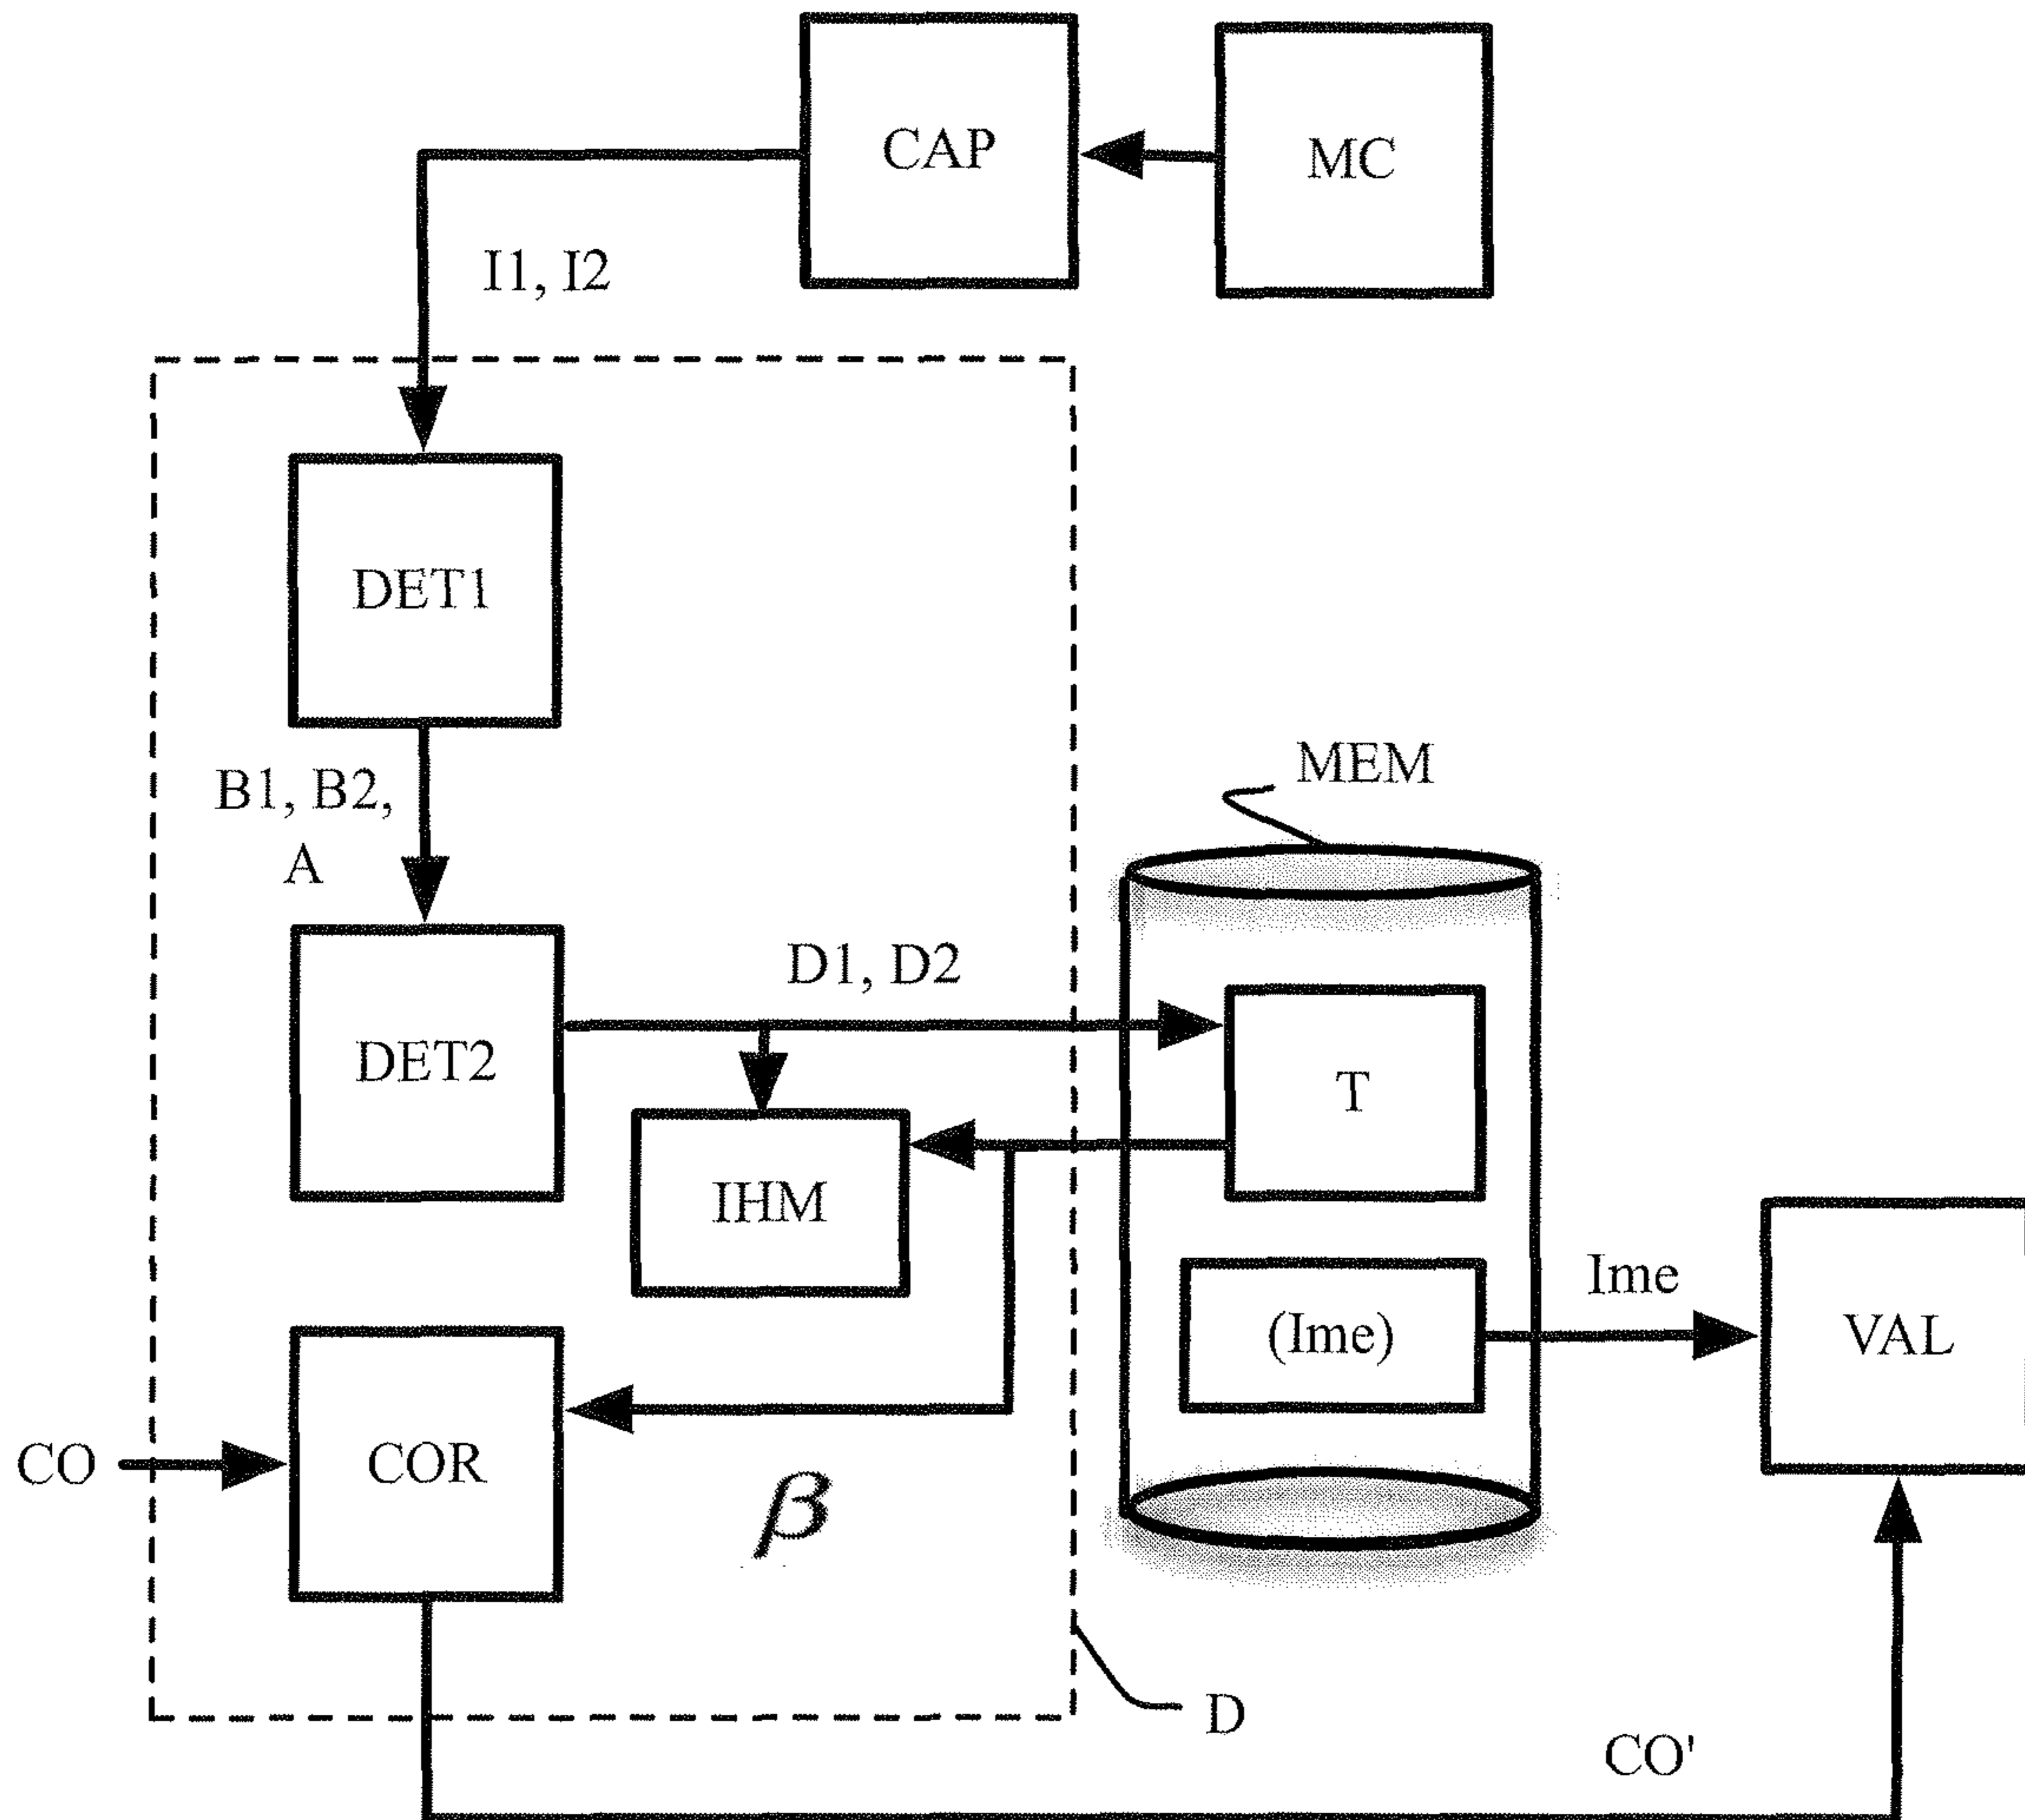 CAP
MC
I1, I2
DET1
B1, B2,
A
MEM
D1, D2
DET2
T
IHM
Ime
(Ime)
VAL
CO
COR
β
D
CO'